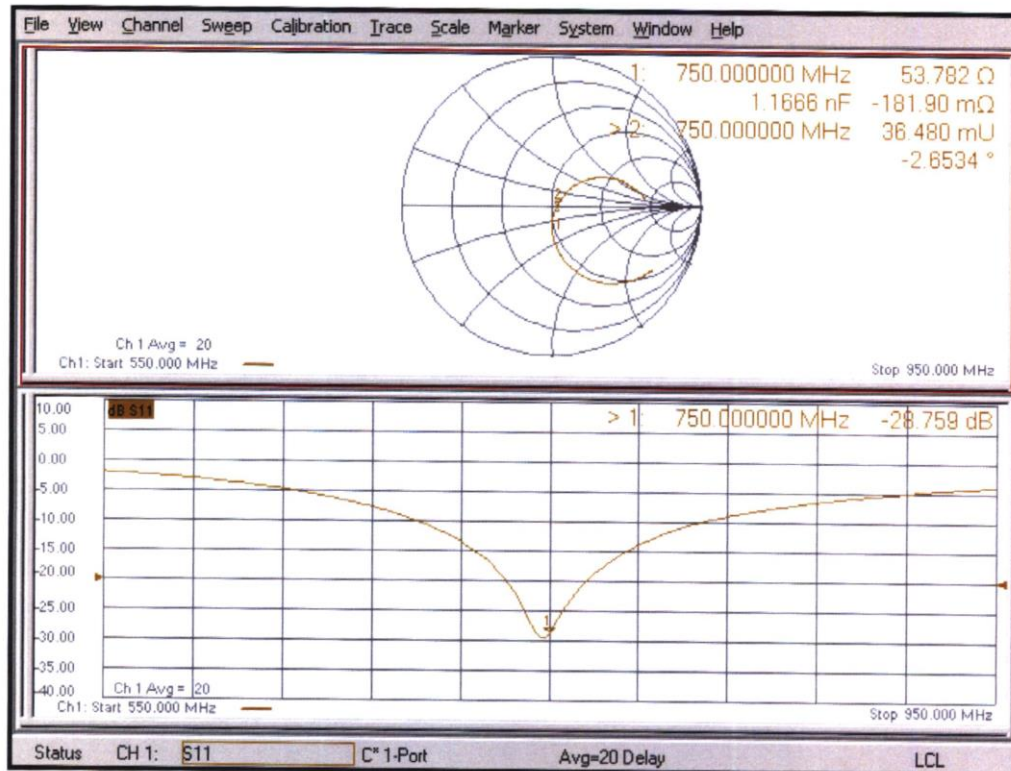 File View Channel Sweep Calibration Trace Scale Marker System Window Help
1: 750.000000 MHz 53.782 Ω
1.1666 nF -181.90 mΩ
> 2: 750.000000 MHz 36.480 mU
-2.6534 °
Ch 1 Avg = 20
Ch1: Start 550.000 MHz
Stop 950.000 MHz
10.00
5.00
0.00
-5.00
-10.00
-15.00
-20.00
-25.00
-30.00
-35.00
-40.00
dB S11
> 1: 750.000000 MHz -28.759 dB
1
Ch 1 Avg = 20
Ch1: Start 550.000 MHz
Stop 950.000 MHz
Status CH 1: S11 C* 1-Port Avg=20 Delay LCL